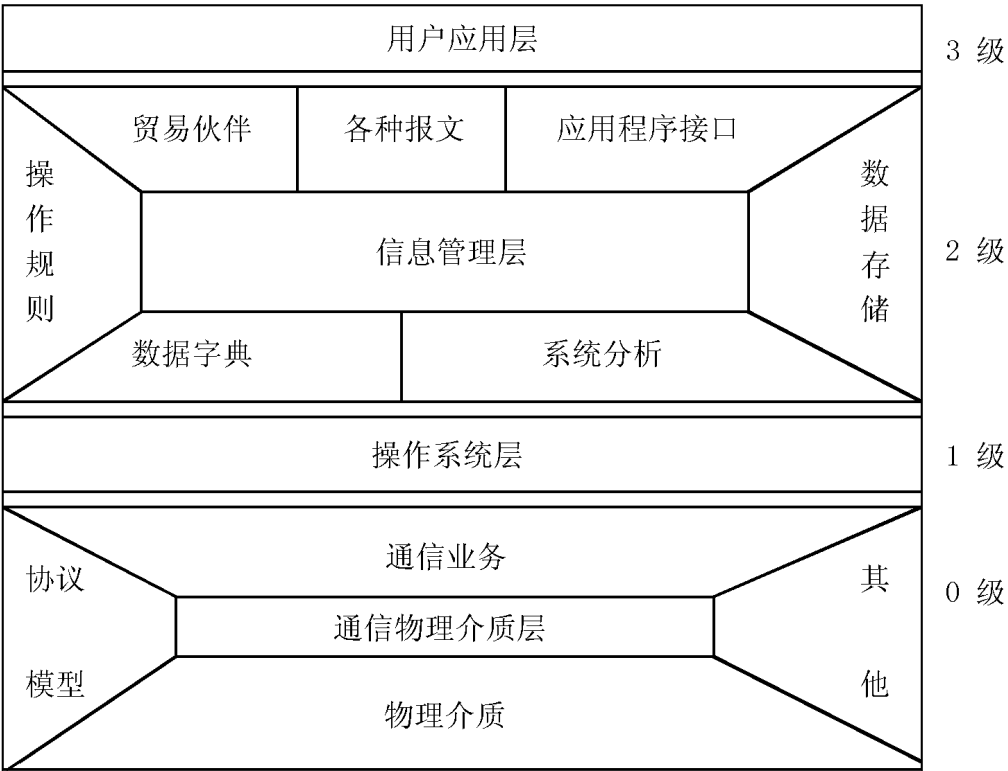 用户应用层
3 级
贸易伙伴
各种报文
应用程序接口
操作规则
信息管理层
数据存储
2 级
数据字典
系统分析
操作系统层
1 级
通信业务
协议
模型
通信物理介质层
其他
0 级
物理介质